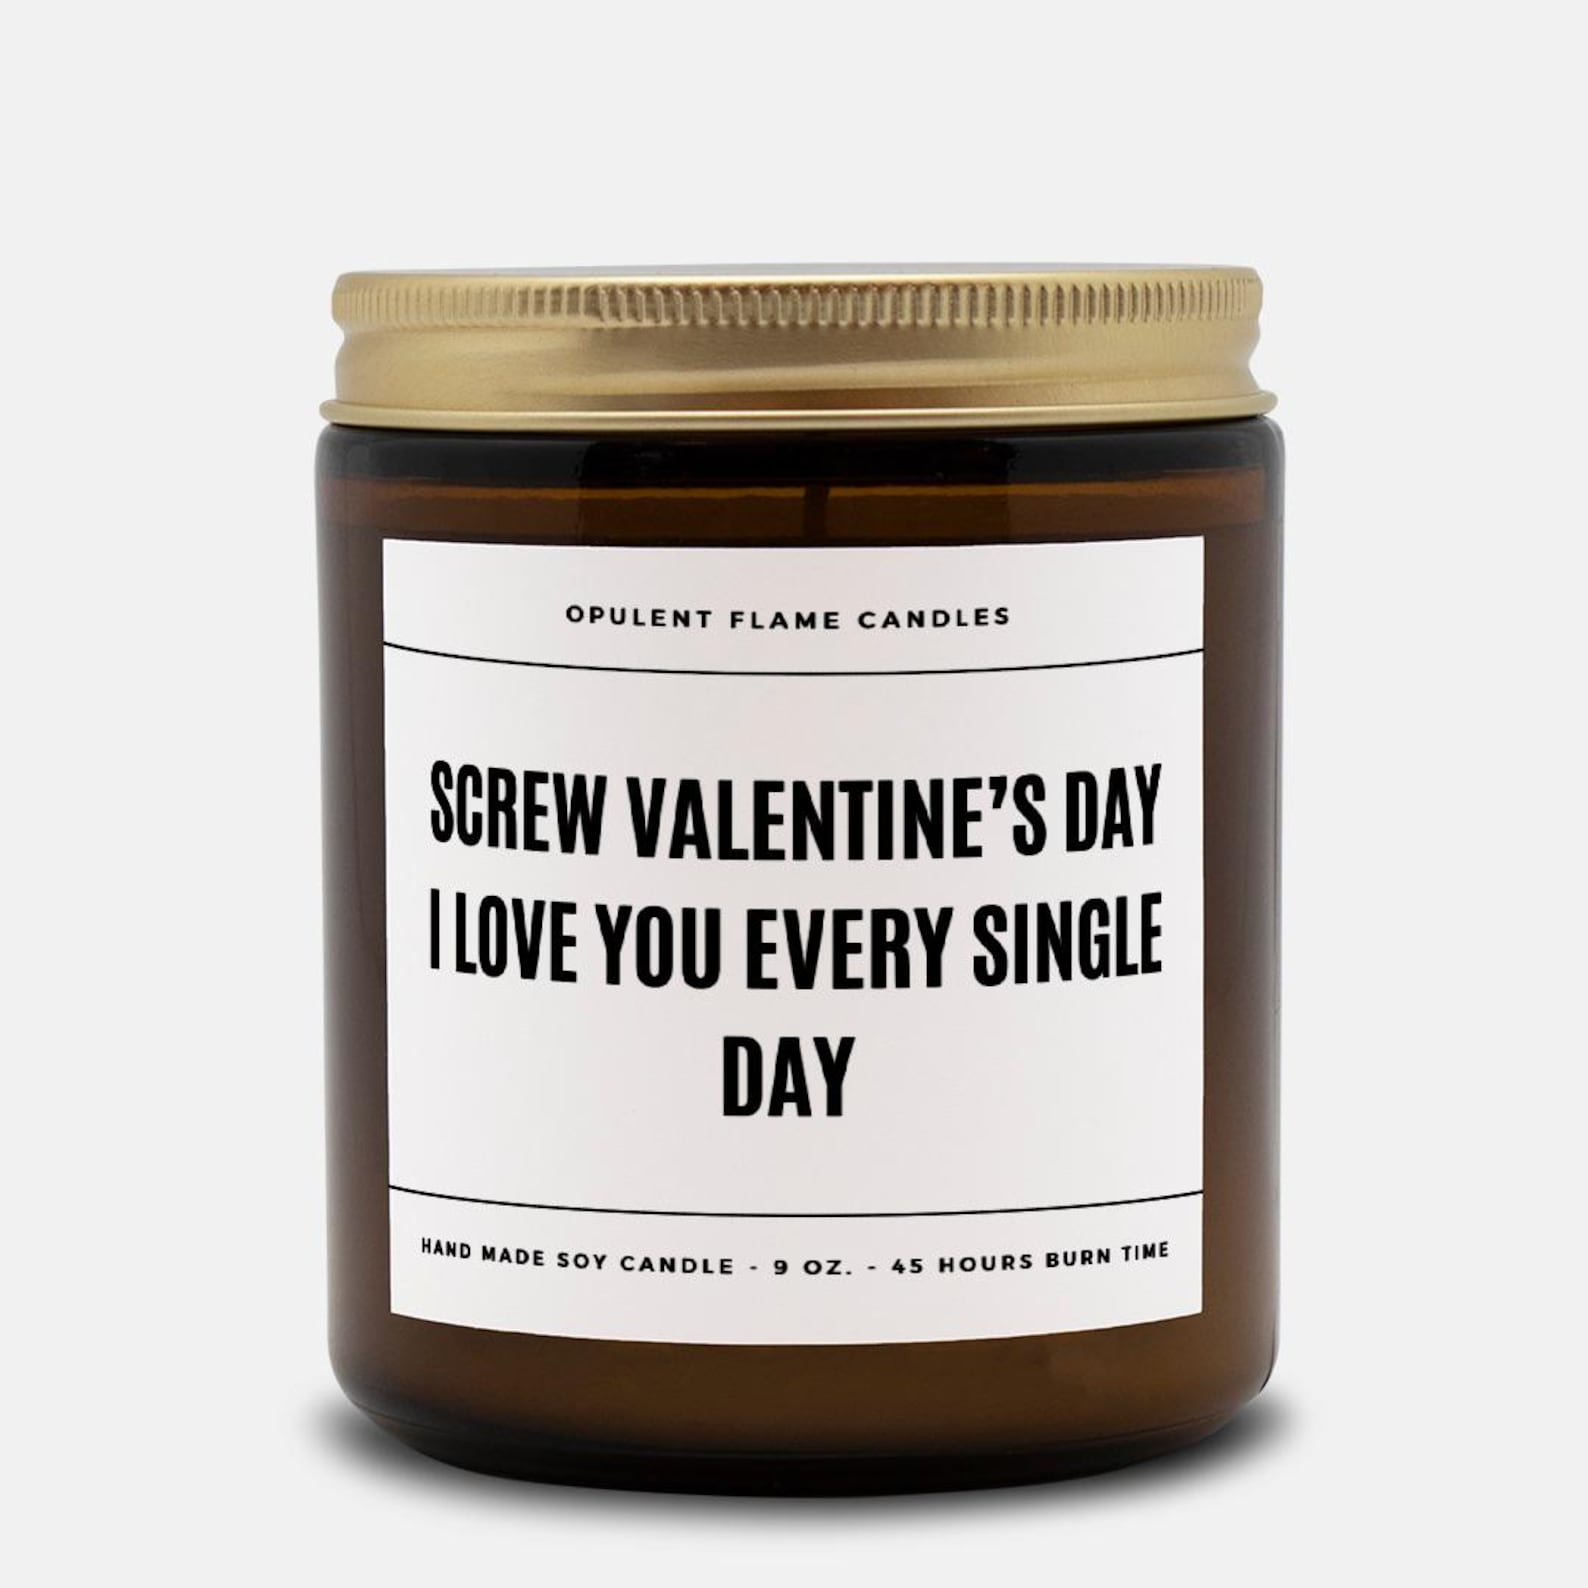 OPULENT FLAME CANDLES
SCREW VALENTINE’S DAY
I LOVE YOU EVERY SINGLE
DAY
HAND MADE SOY CANDLE - 9 OZ. - 45 HOURS BURN TIME